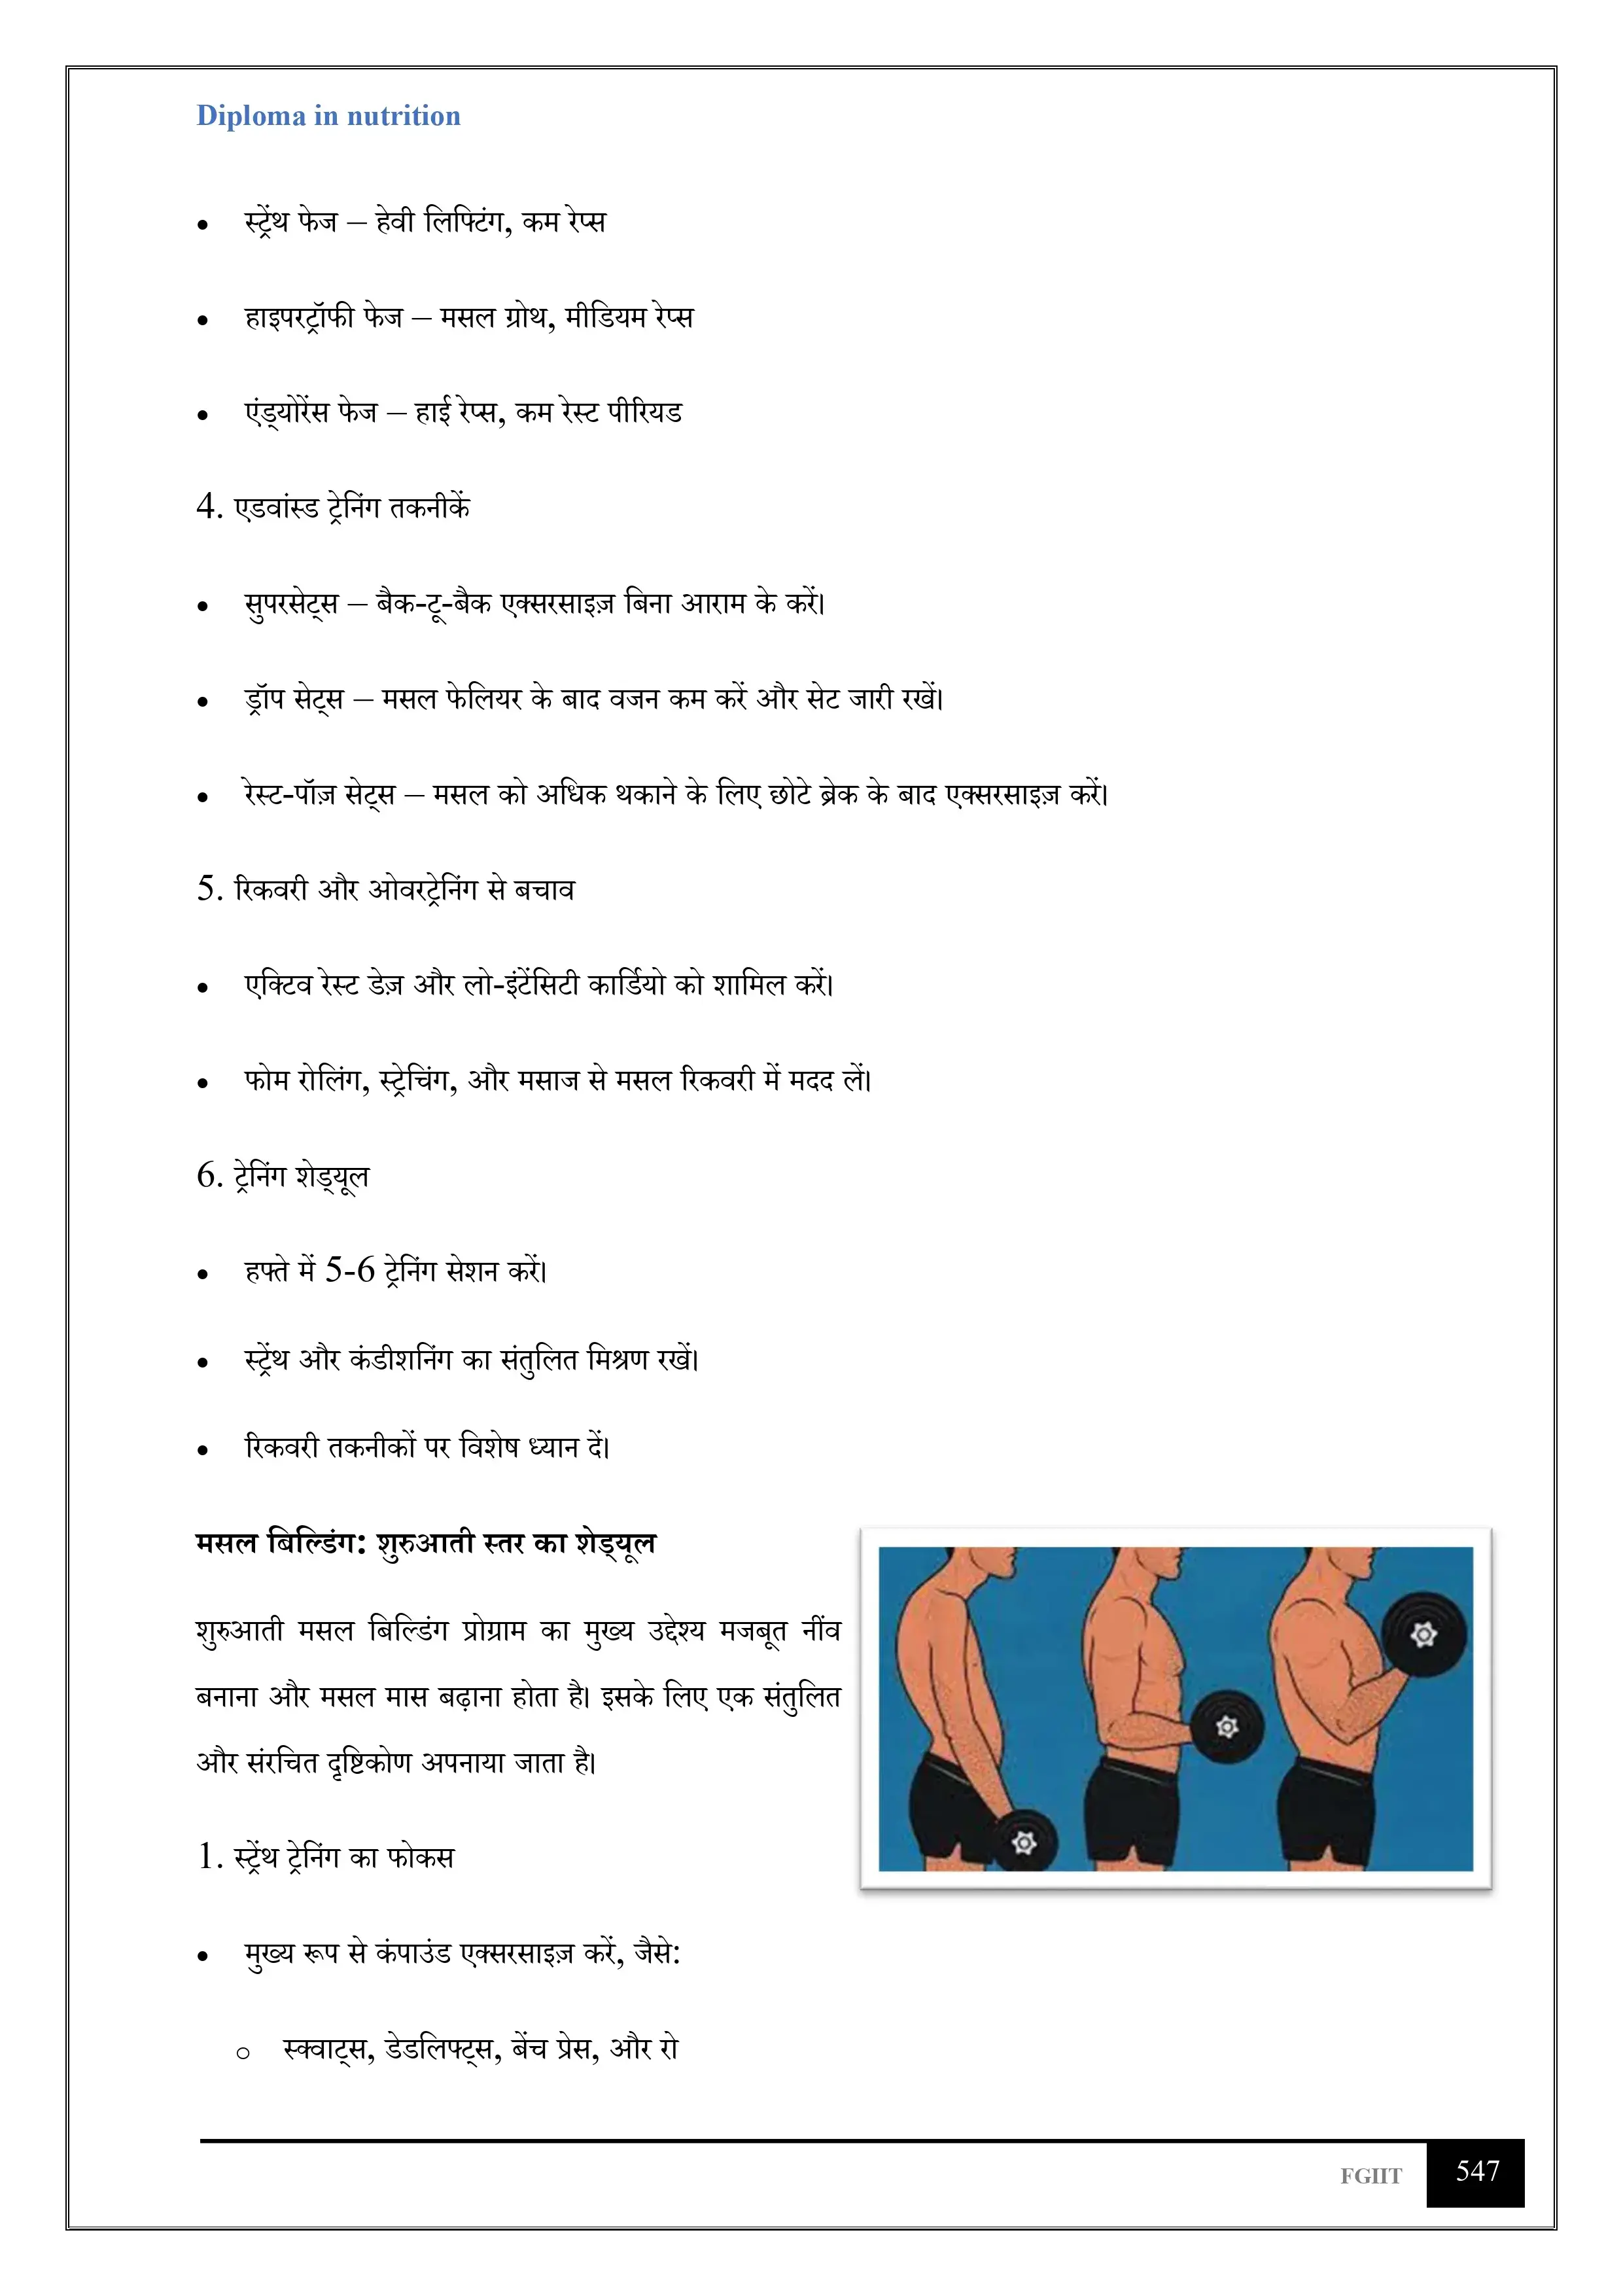 Diploma in nutrition
• स्ट्रेंथ फेज – हेवी लिफ्टिंग, कम रेप्स
• हाइपरट्रॉफी फेज – मसल ग्रोथ, मीडियम रेप्स
• एंड्योरेंस फेज – हाई रेप्स, कम रेस्ट पीरियड
4. एडवांस्ड ट्रेनिंग तकनीकें
• सुपरसेट्स – बैक-टू-बैक एक्सरसाइज़ बिना आराम के करें।
• ड्रॉप सेट्स – मसल फेलियर के बाद वजन कम करें और सेट जारी रखें।
• रेस्ट-पॉज़ सेट्स – मसल को अधिक थकाने के लिए छोटे ब्रेक के बाद एक्सरसाइज़ करें।
5. रिकवरी और ओवरट्रेनिंग से बचाव
• एक्टिव रेस्ट डेज़ और लो-इंटेंसिटी कार्डियो को शामिल करें।
• फोम रोलिंग, स्ट्रेचिंग, और मसाज से मसल रिकवरी में मदद लें।
6. ट्रेनिंग शेड्यूल
• हफ्ते में 5-6 ट्रेनिंग सेशन करें।
• स्ट्रेंथ और कंडीशनिंग का संतुलित मिश्रण रखें।
• रिकवरी तकनीकों पर विशेष ध्यान दें।
मसल बिल्डिंग: शुरुआती स्तर का शेड्यूल
शुरुआती मसल बिल्डिंग प्रोग्राम का मुख्य उद्देश्य मजबूत नींव
बनाना और मसल मास बढ़ाना होता है। इसके लिए एक संतुलित
और संरचित दृष्टिकोण अपनाया जाता है।
1. स्ट्रेंथ ट्रेनिंग का फोकस
• मुख्य रूप से कंपाउंड एक्सरसाइज़ करें, जैसे:
o स्क्वाट्स, डेडलिफ्ट्स, बेंच प्रेस, और रो
FGIIT 547